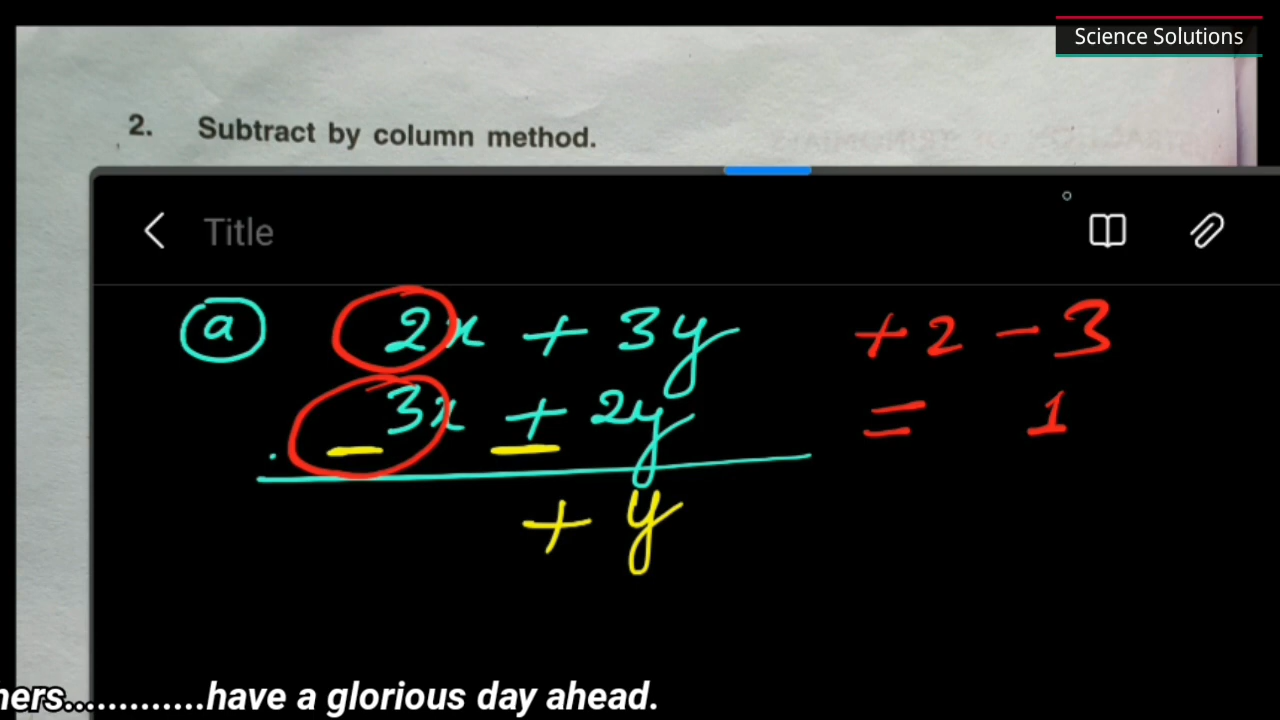 Science Solutions
2. Subtract by column method.
Title
a 2x + 3y +2 - 3
3x + 2y = 1
- -
+ y
hers.............have a glorious day ahead.